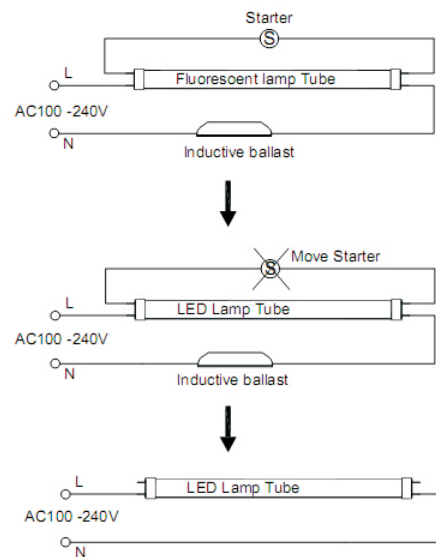 Starter
S
L
Fluoresoent lamp Tube
AC100 -240V
N
Inductive ballast
S
Move Starter
L
LED Lamp Tube
AC100 -240V
N
Inductive ballast
L
LED Lamp Tube
AC100 -240V
N